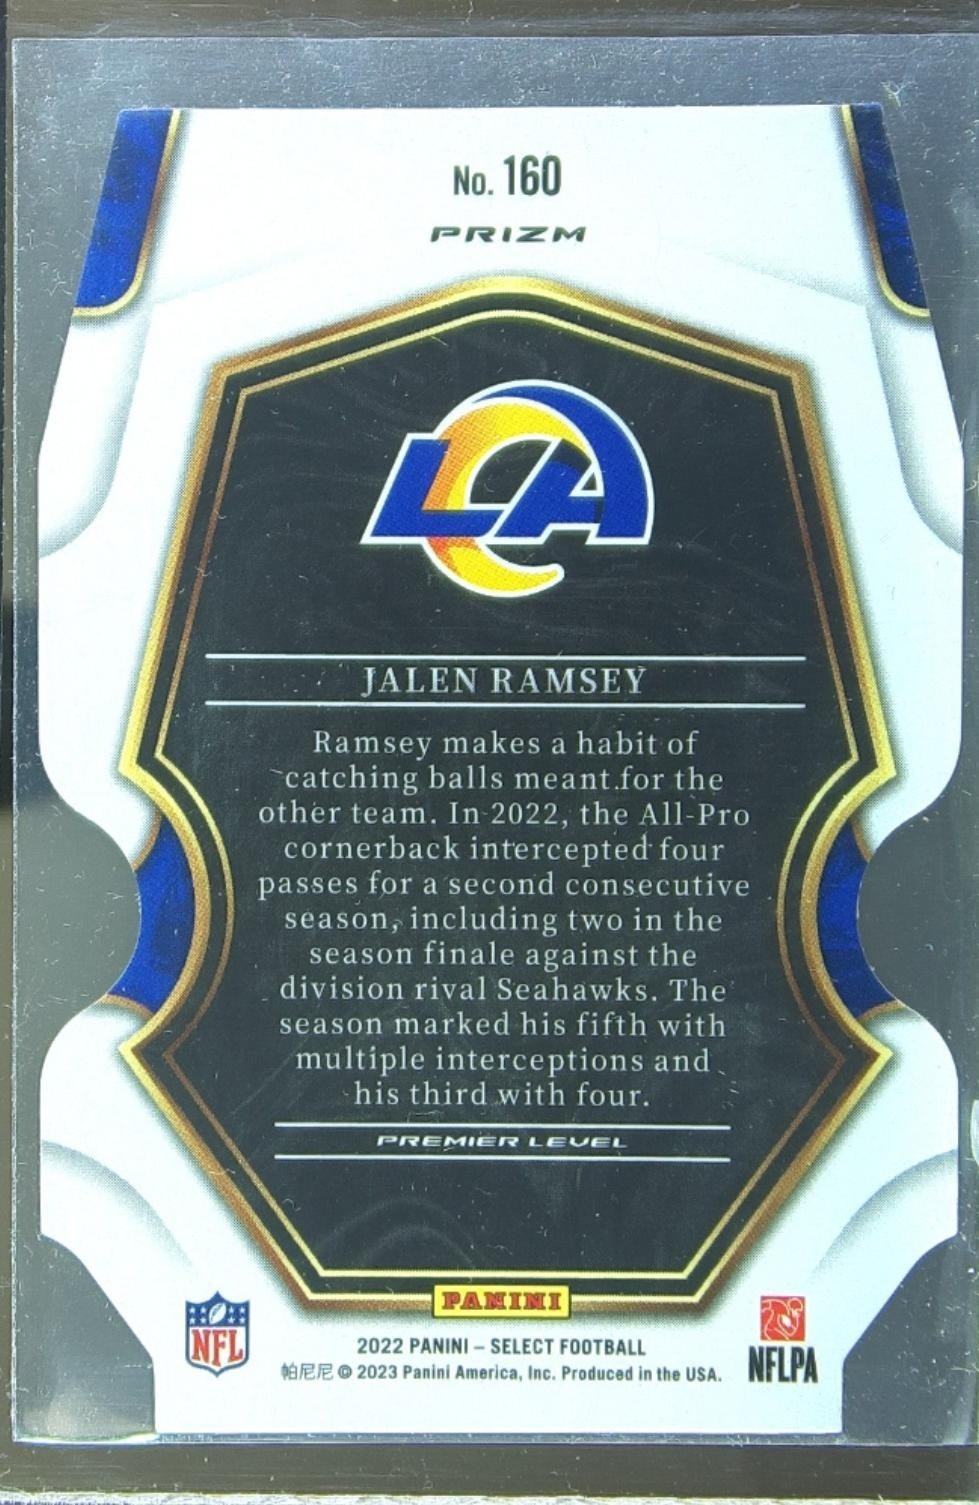 No. 160
PRIZM
LA
JALEN RAMSEY
Ramsey makes a habit of
catching balls meant for the
other team. In 2022, the All-Pro
cornerback intercepted four
passes for a second consecutive
season, including two in the
season finale against the
division rival Seahawks. The
season marked his fifth with
multiple interceptions and
his third with four.
PREMIER LEVEL
PANINI
NFL
2022 PANINI – SELECT FOOTBALL
帕尼尼 © 2023 Panini America, Inc. Produced in the USA.
NFLPA